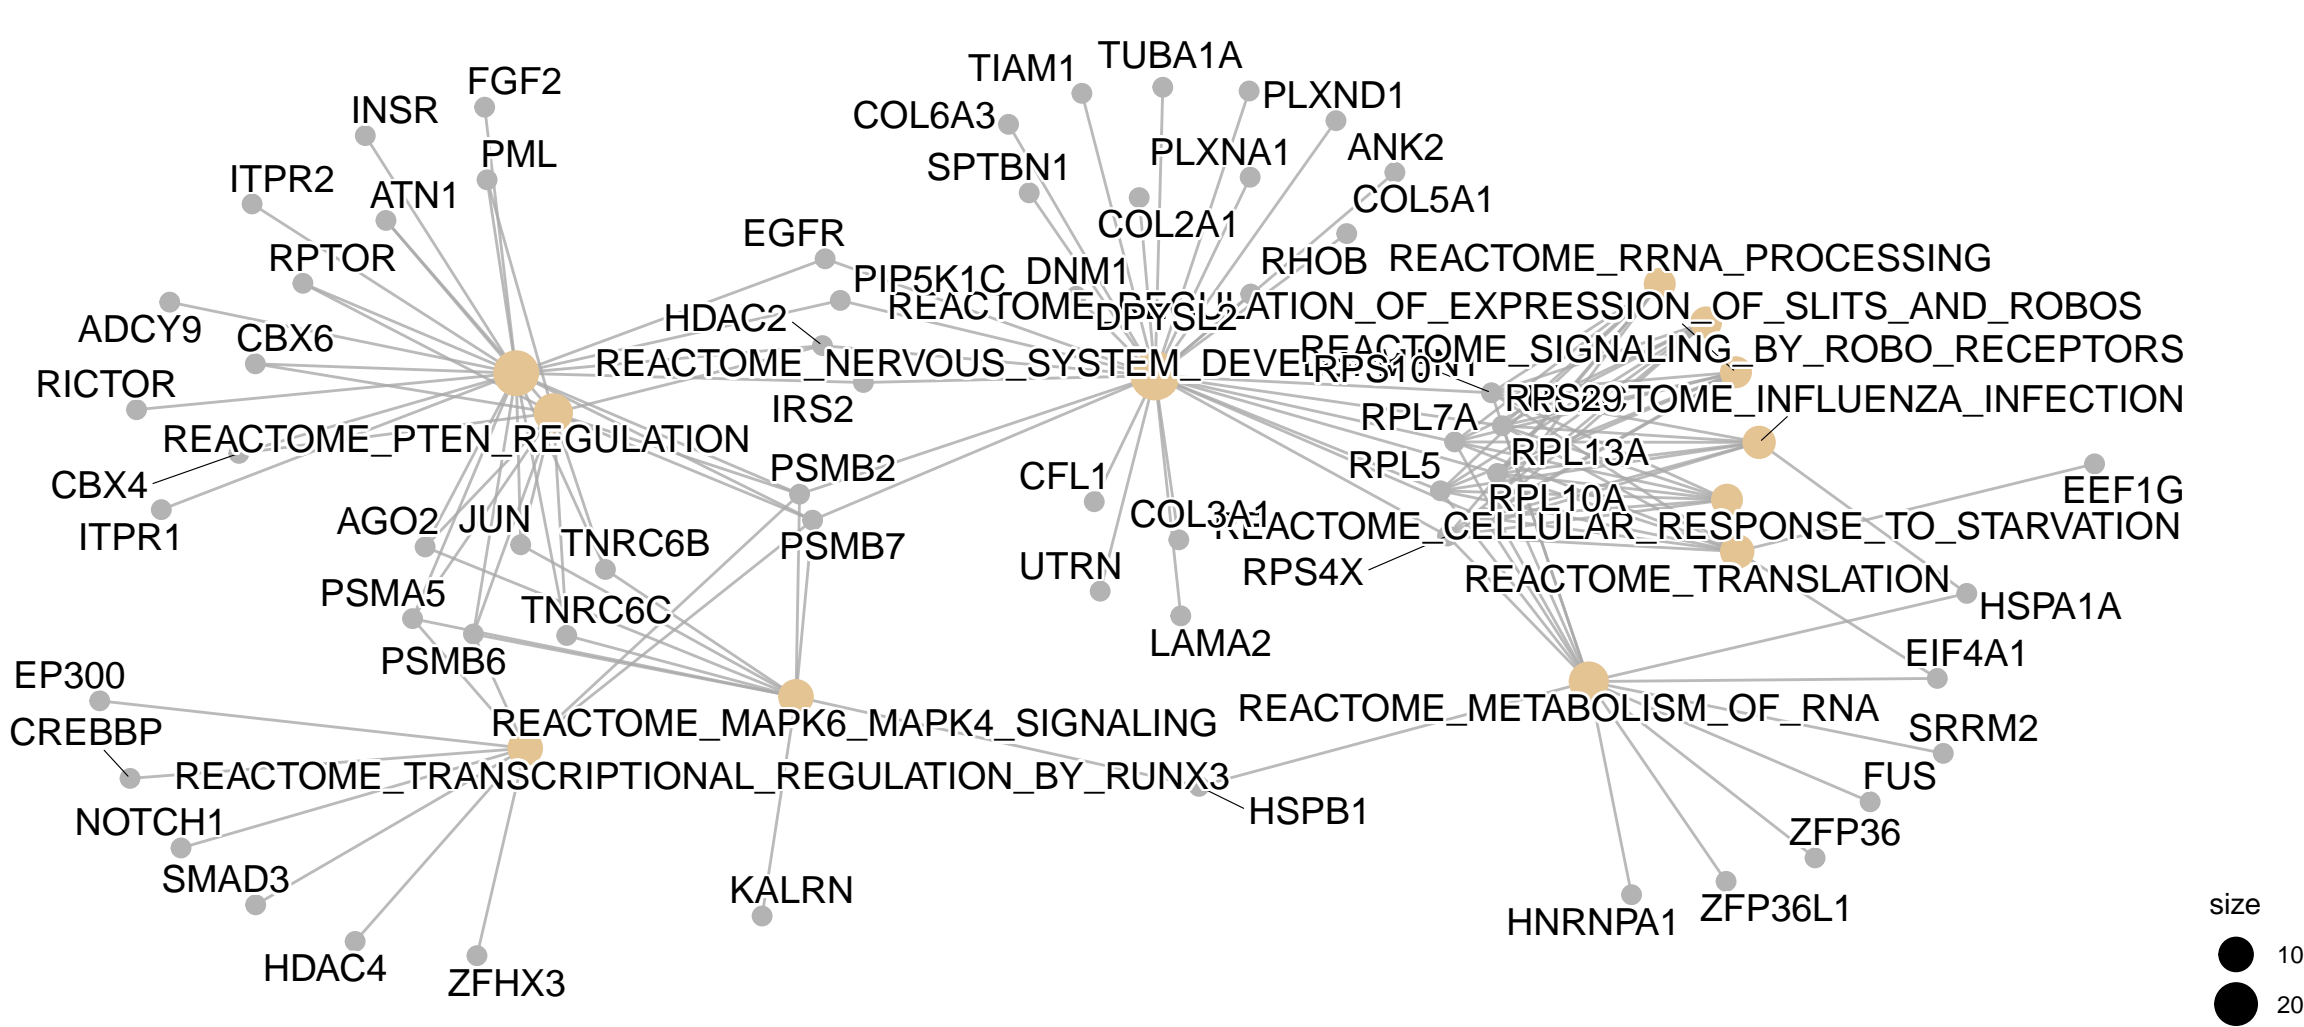 TUBA1A
TIAM1
FGF2
PLXND1
INSR
COL6A3
ANK2
PML
PLXNA1
SPTBN1
ITPR2
ATN1
COL5A1
COL2A1
EGFR
RPTOR
RHOB
REACTOME_RRNA_PROCESSING
DNM1
PIP5K1C
REACTOME_REGULATION_OF_EXPRESSION_OF_SLITS_AND_ROBOS
HDAC2
DPYSL2
ADCY9
CBX6
REACTOME_SIGNALING_BY_ROBO_RECEPTORS
REACTOME_NERVOUS_SYSTEM_DEVELOPMENT
RPS10
RICTOR
RPS29
REACTOME_INFLUENZA_INFECTION
IRS2
RPL7A
REACTOME_PTEN_REGULATION
RPL13A
RPL5
PSMB2
CFL1
CBX4
EEF1G
RPL10A
COL3A1
AGO2
JUN
REACTOME_CELLULAR_RESPONSE_TO_STARVATION
ITPR1
TNRC6B
PSMB7
UTRN
RPS4X
REACTOME_TRANSLATION
PSMA5
TNRC6C
HSPA1A
LAMA2
EIF4A1
PSMB6
EP300
REACTOME_METABOLISM_OF_RNA
REACTOME_MAPK6_MAPK4_SIGNALING
SRRM2
CREBBP
REACTOME_TRANSCRIPTIONAL_REGULATION_BY_RUNX3
FUS
HSPB1
NOTCH1
ZFP36
SMAD3
KALRN
ZFP36L1
HNRNPA1
HDAC4
ZFHX3
size
10
20